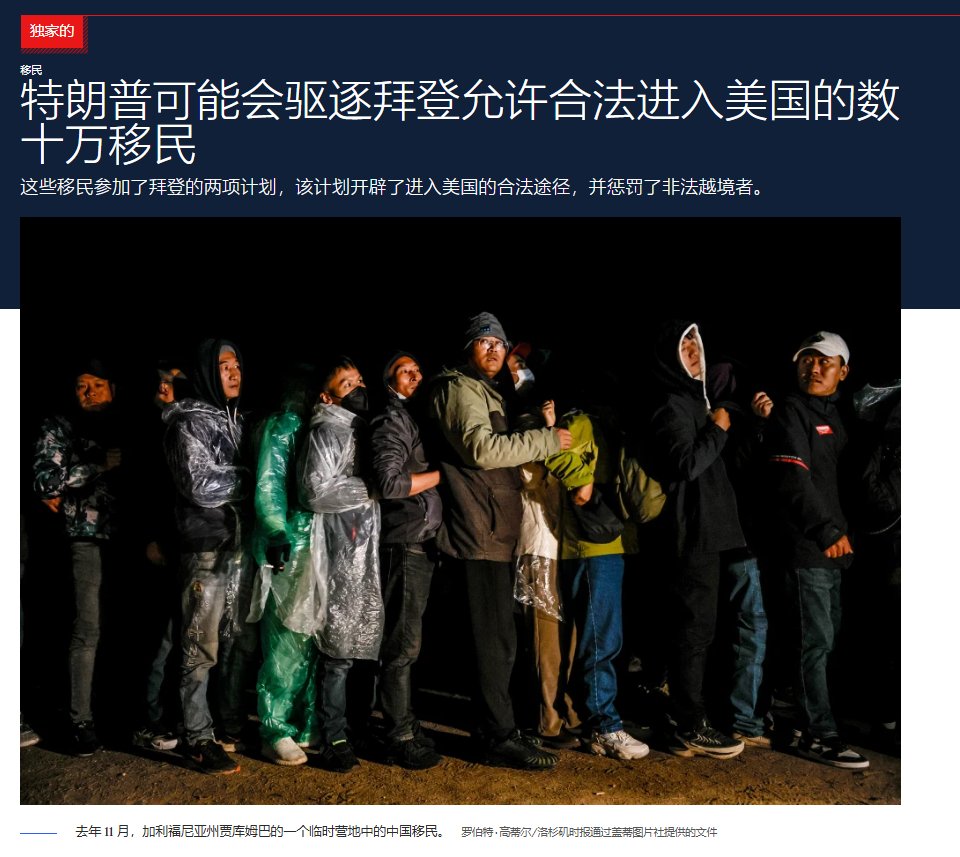 独家的
移民
特朗普可能会驱逐拜登允许合法进入美国的数
十万移民
这些移民参加了拜登的两项计划，该计划开辟了进入美国的合法途径，并惩罚了非法越境者。
去年 11 月，加利福尼亚州贾库姆巴的一个临时营地中的中国移民。 罗伯特·高蒂尔/洛杉矶时报通过盖蒂图片社提供的文件